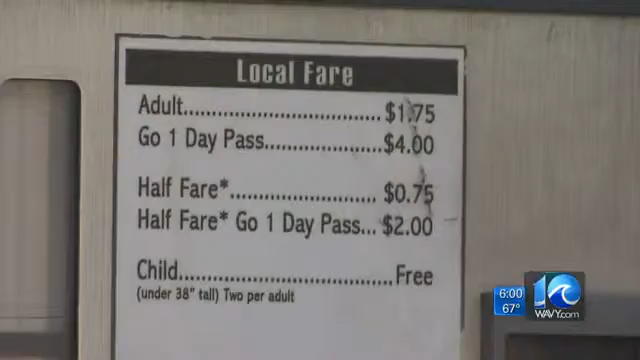 Local Fare
Adult.................................. $1.75
Go 1 Day Pass.................... $4.00
Half Fare*......................... $0.75
Half Fare* Go 1 Day Pass... $2.00
Child.....................................Free
(under 38" tall) Two per adult
6:00
67°
10
WAVY.com